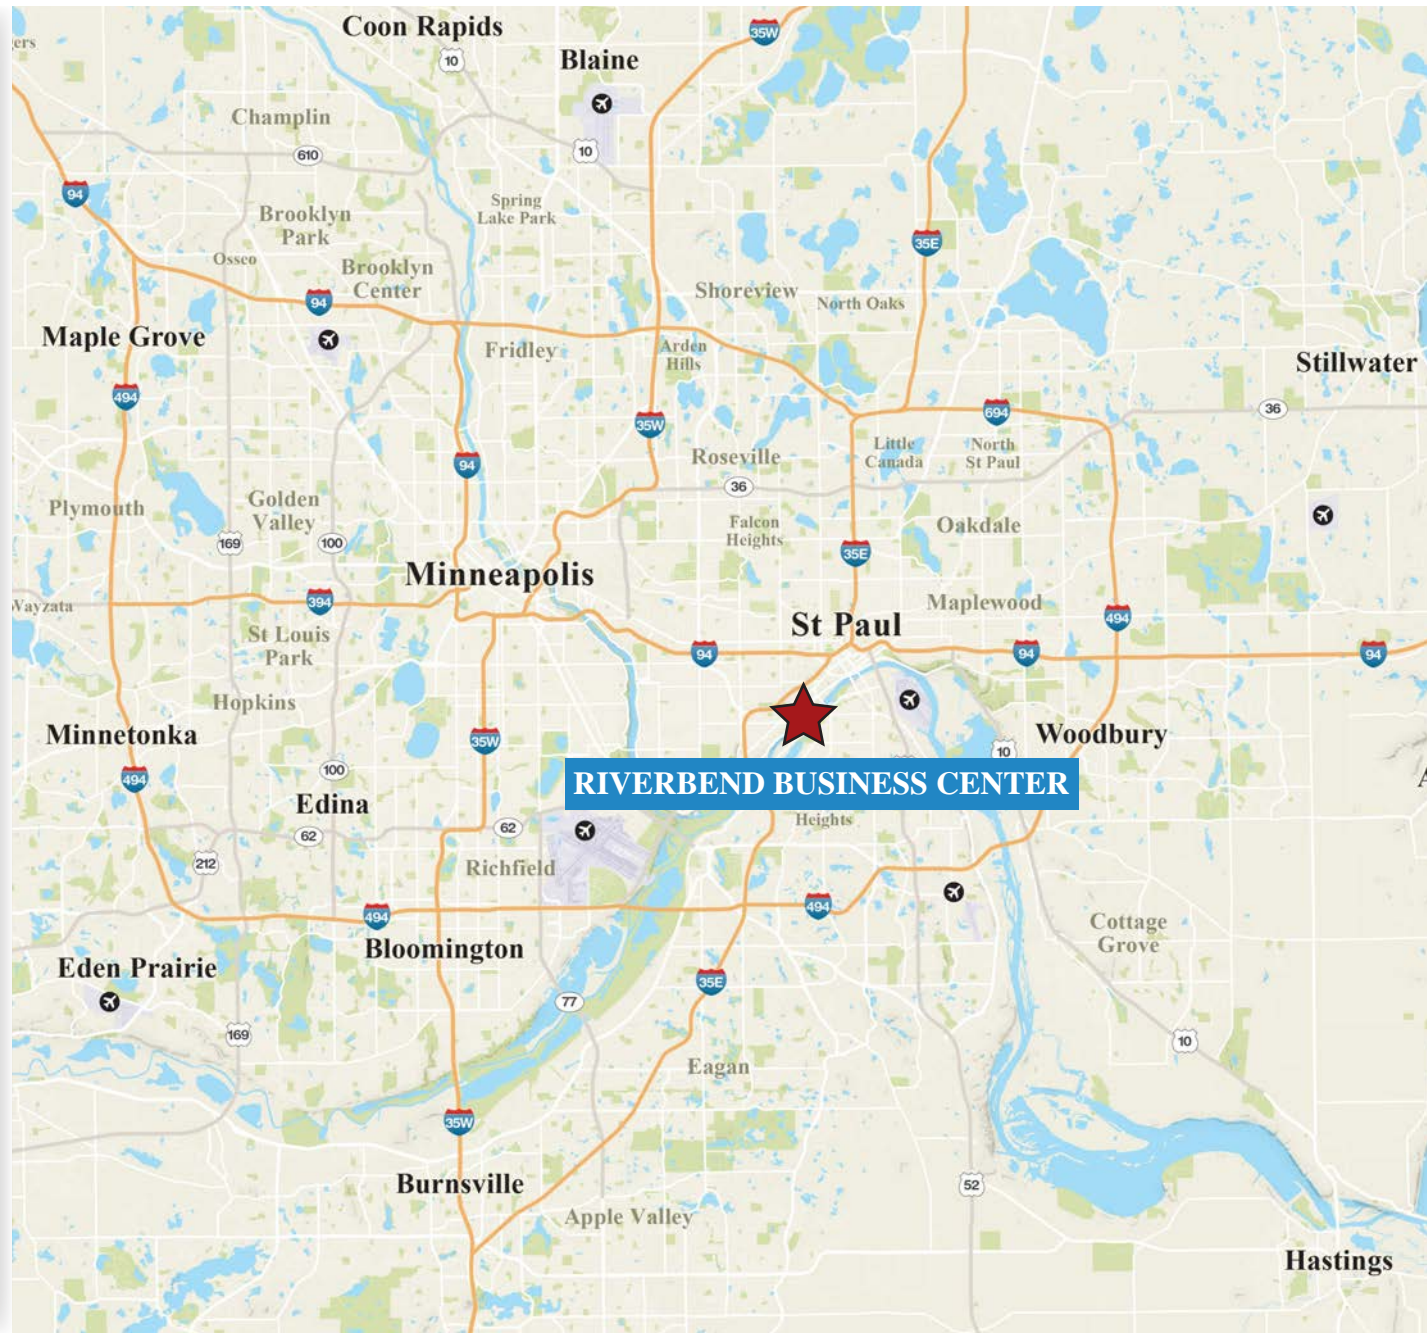 Coon Rapids
35W
Blaine
10
gers
Champlin
10
610
94
Spring
Lake Park
Brooklyn
Park
35E
Ossco
Brooklyn
Center
Shoreview
North Oaks
94
Maple Grove
Fridley
Arden
Hills
Stillwater
494
694
36
35W
Little
Canada
North
St Paul
Roseville
94
36
Plymouth
Golden
Valley
Falcon
Heights
Oakdale
169
100
35E
Minneapolis
Wayzata
394
Maplewood
494
St Paul
St Louis
Park
94
94
94
Hopkins
Minnetonka
35W
Woodbury
10
494
100
RIVERBEND BUSINESS CENTER
Edina
62
62
Heights
212
Richfield
494
494
Cottage
Grove
Bloomington
Eden Prairie
35E
77
169
10
Eagan
35W
Burnsville
52
Apple Valley
Hastings